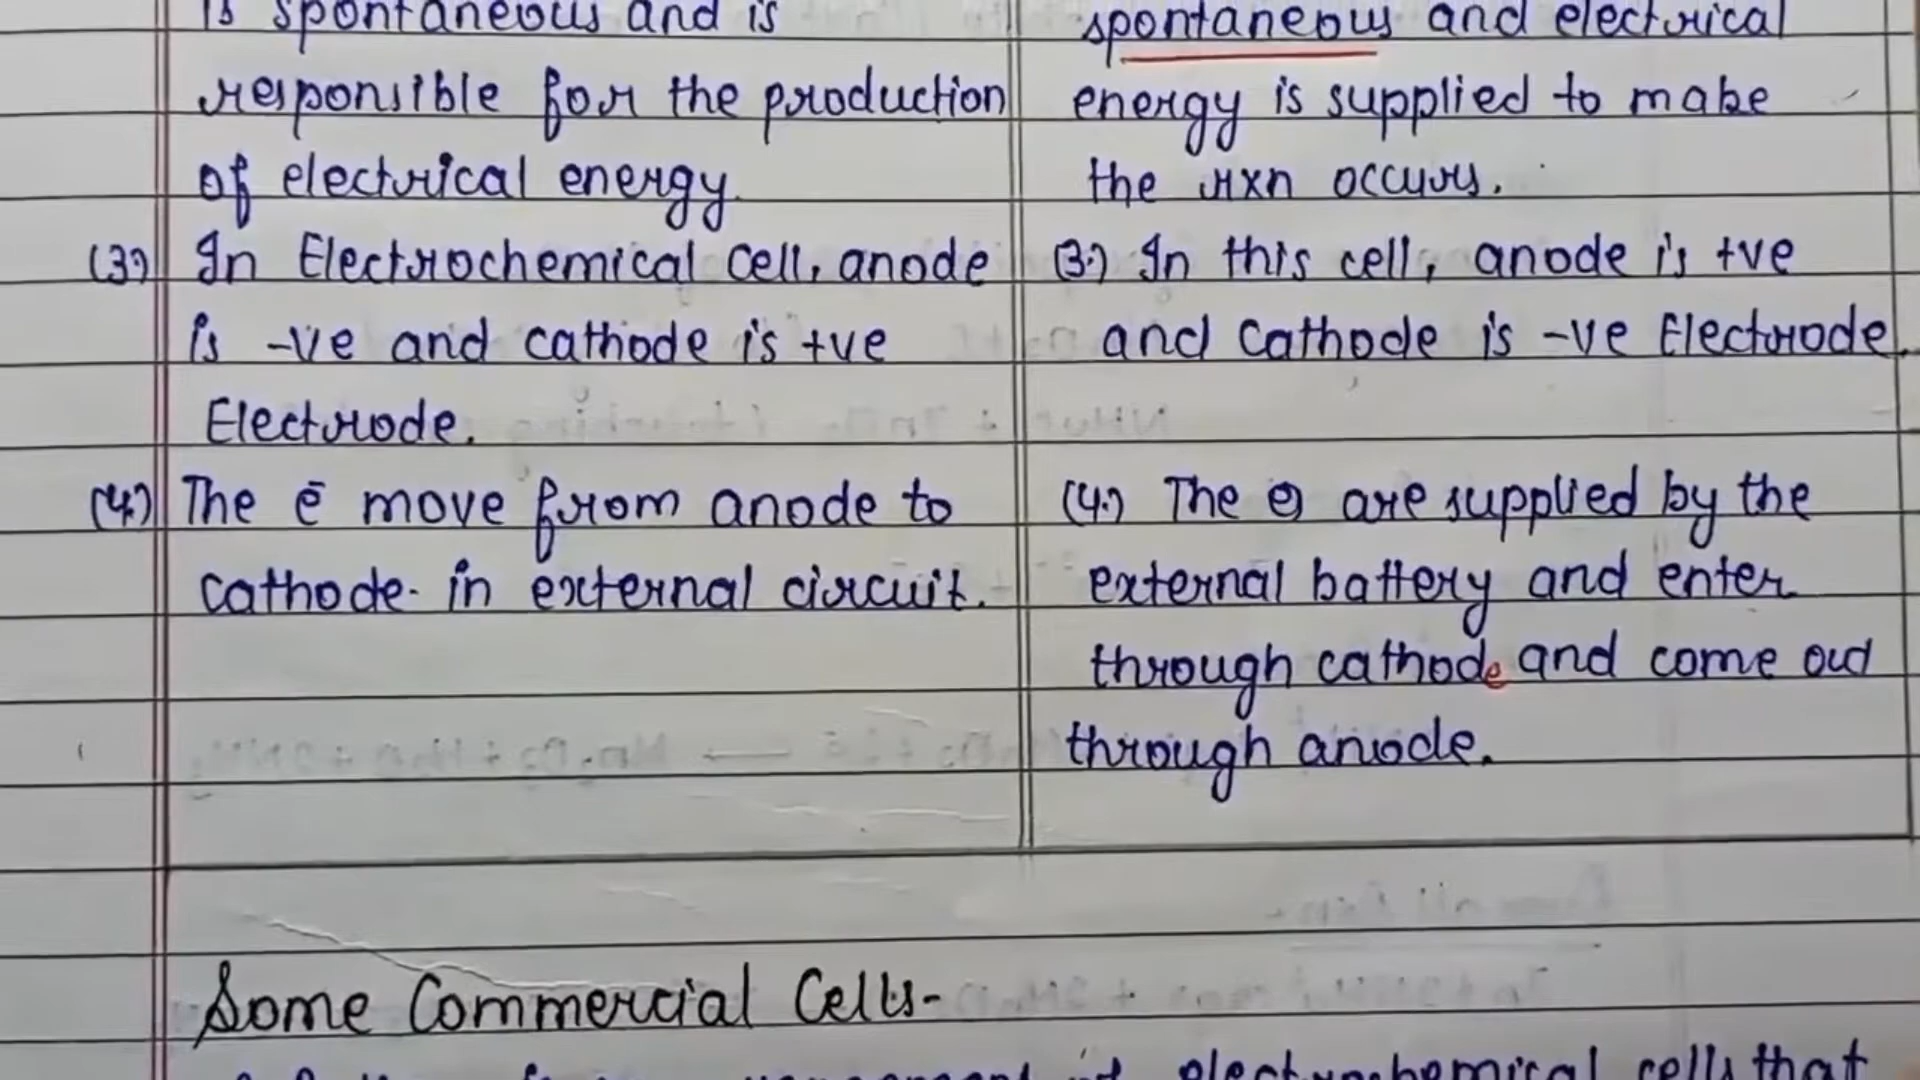 is spontaneous and is
responsible for the production
of electrical energy.
(3) In Electrochemical Cell, anode
is -ve and cathode is +ve
Electrode.
(4.) The e̅ move from anode to
cathode. in external circuit.
spontaneous and electrical
energy is supplied to make
the rxn occurs.
(3.) In this cell, anode is +ve
and Cathode is -ve Electrode.
(4.) The e are supplied by the
external battery and enter
through cathode and come out
through anode.
Some Commercial Cells-
electrochemical cells that